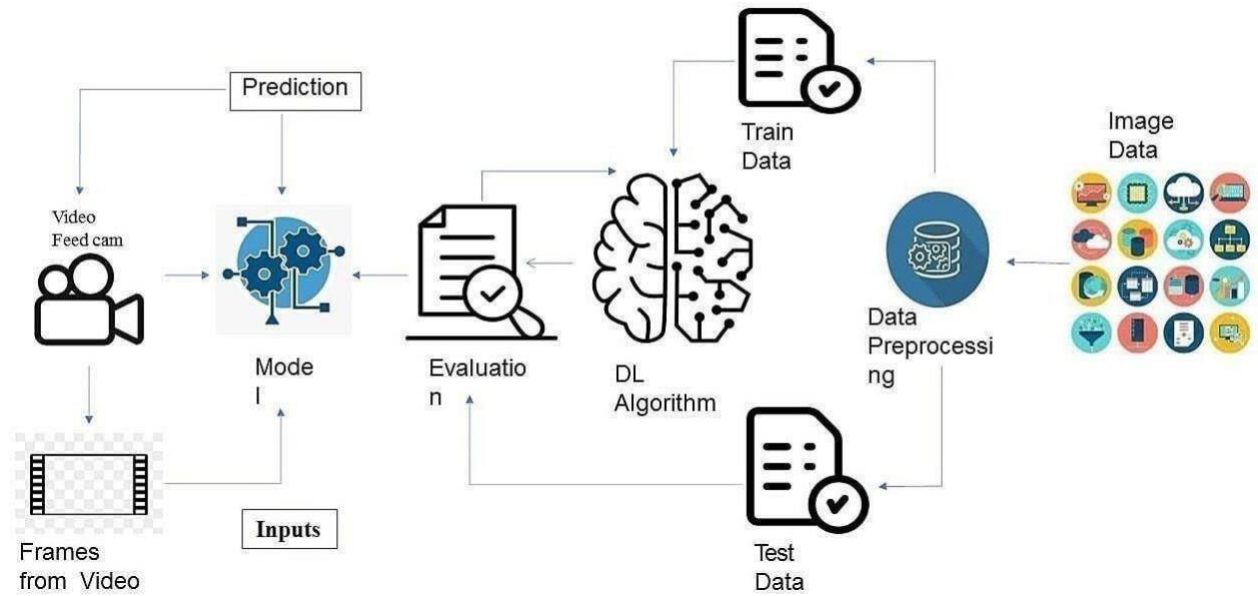 Prediction
Train
Data
Image
Data
Video
Feed cam
Mode
l
Evaluatio
n
DL
Algorithm
Data
Preprocessi
ng
Inputs
Frames
from Video
Test
Data